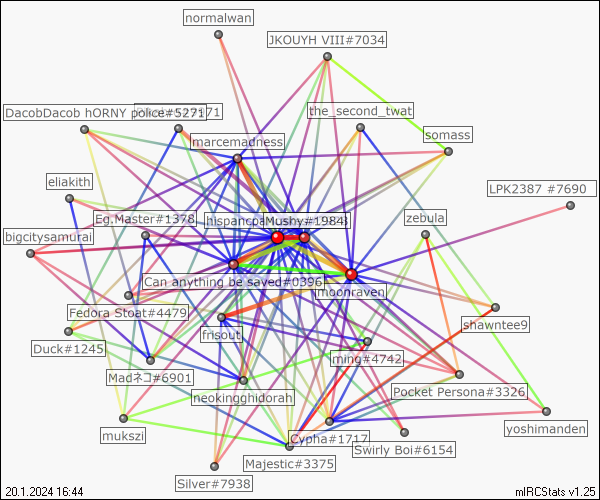 normalwan
JKOUYH VIII#7034
DacobDacob hORNY police#5271
the_second_twat
marcemadness
somass
eliakith
LPK2387 #7690
Eg.Master#1378
Mushy#1984
zebula
bigcitysamurai
Can anything be saved#0396
moonraven
Fedora Stoat#4479
shawntee9
frisout
Duck#1245
ming#4742
Madネコ#6901
Pocket Persona#3326
neokingghidorah
mukszi
Cypha#1717
yoshimanden
Swirly Boi#6154
Majestic#3375
Silver#7938
20.1.2024 16:44
mIRCStats v1.25